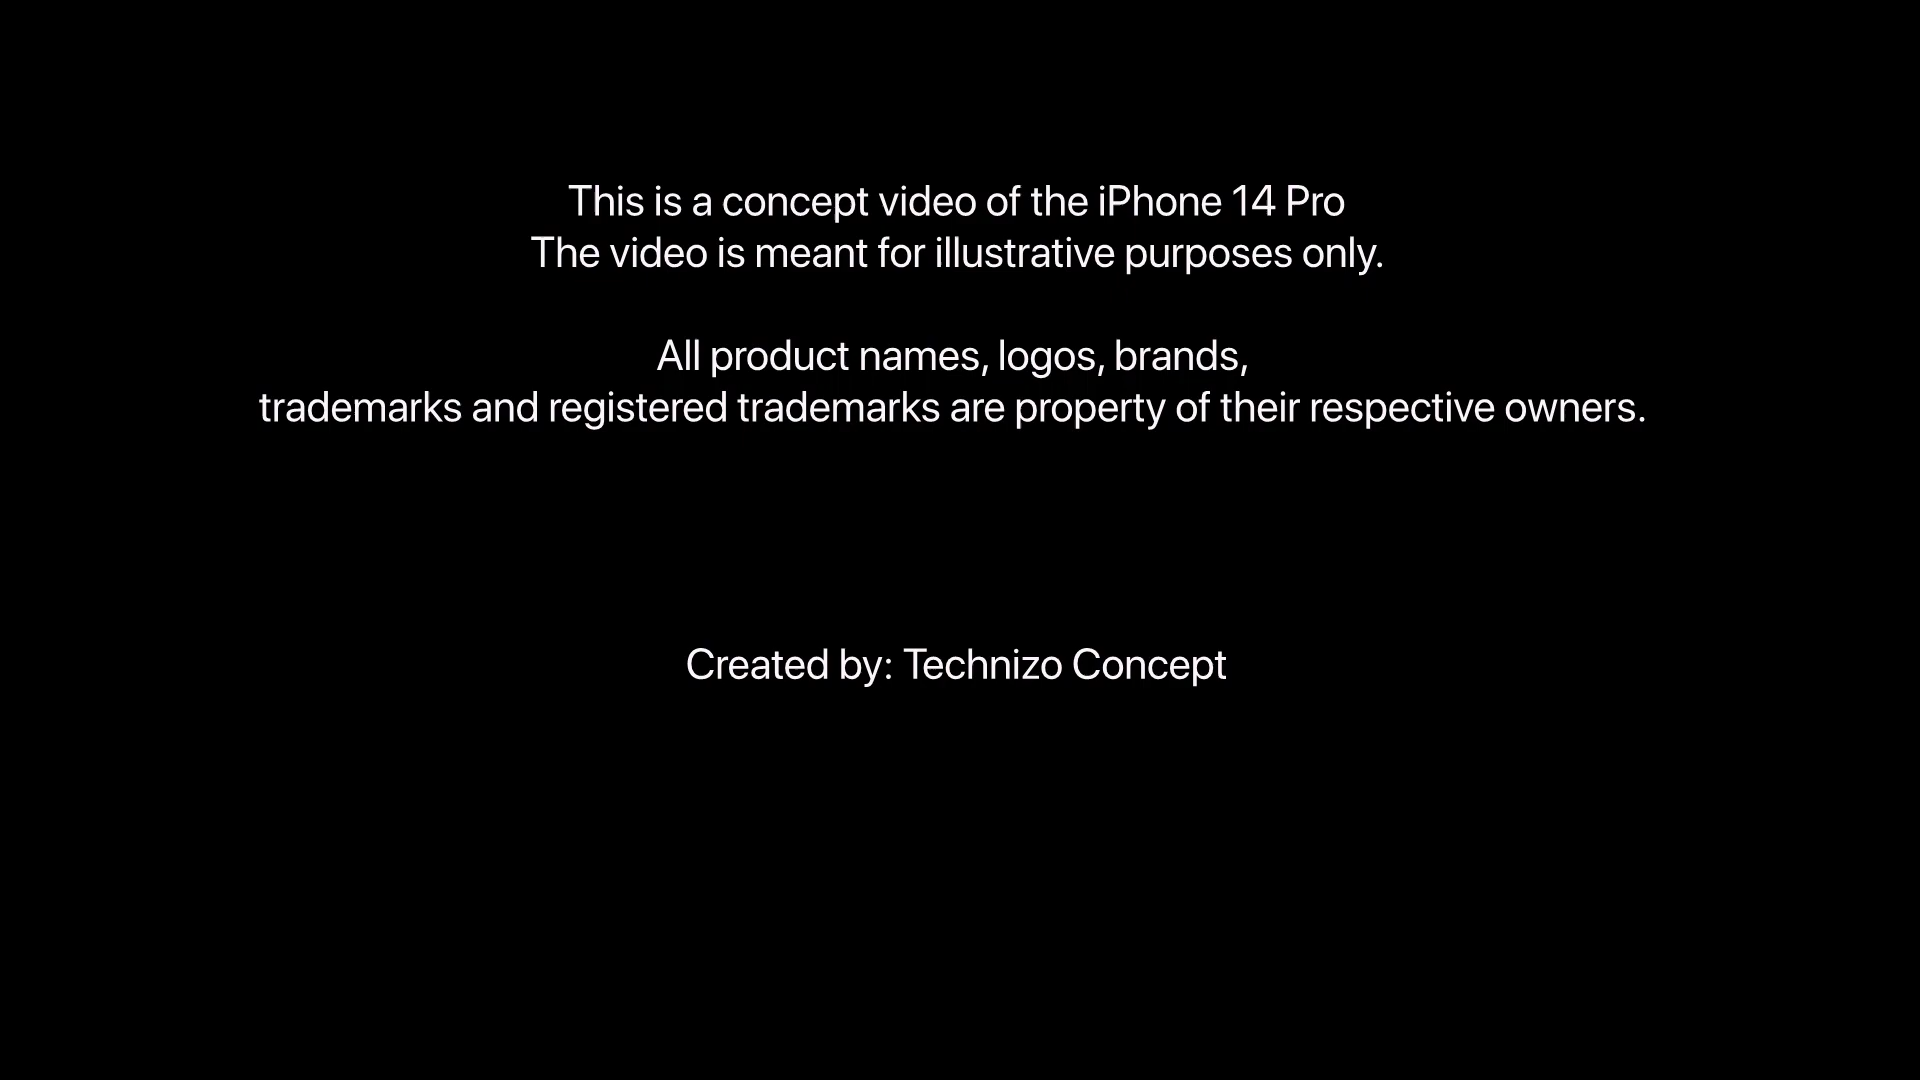 This is a concept video of the iPhone 14 Pro
The video is meant for illustrative purposes only.
All product names, logos, brands,
trademarks and registered trademarks are property of their respective owners.
Created by: Technizo Concept